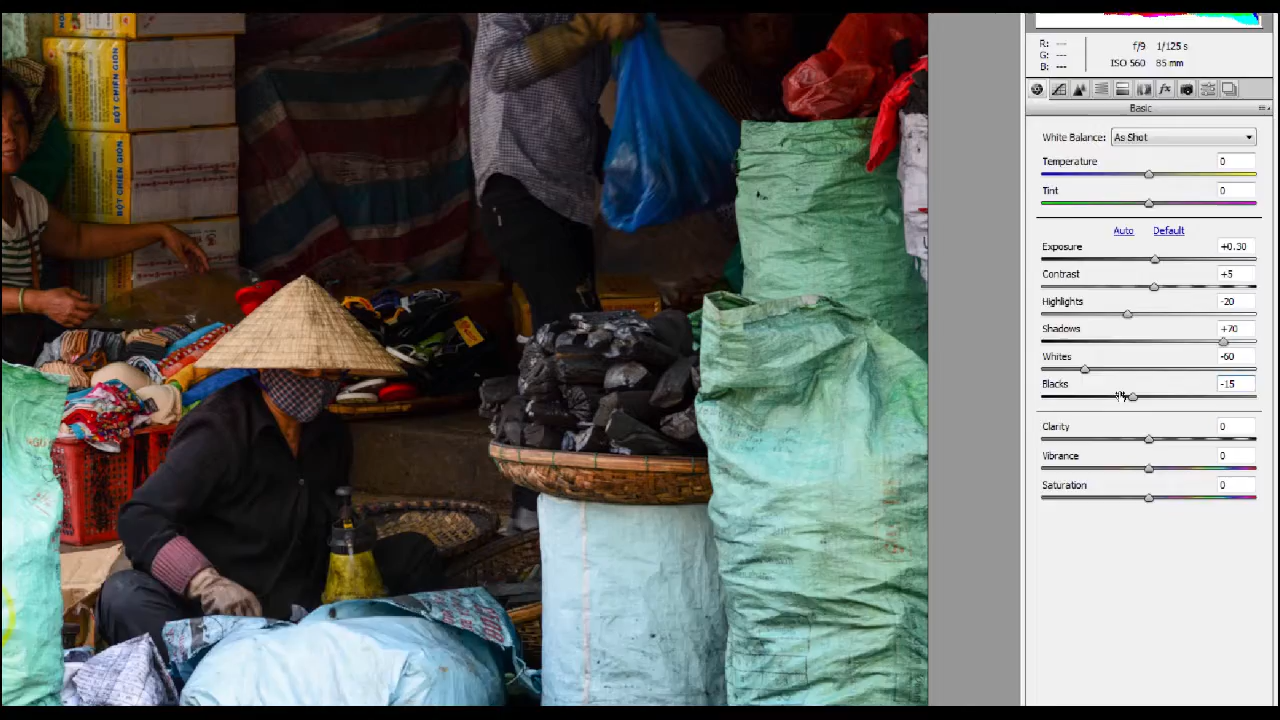 R: ---
G: ---
B: ---
f/9 1/125 s
ISO 560 85 mm
Basic
White Balance: As Shot
Temperature 0
Tint 0
Auto Default
Exposure +0.30
Contrast +5
Highlights -20
Shadows +70
Whites -60
Blacks -15
Clarity 0
Vibrance 0
Saturation 0
BỘT CHIÊN GIÒN
BỘT CHIÊN GIÒN